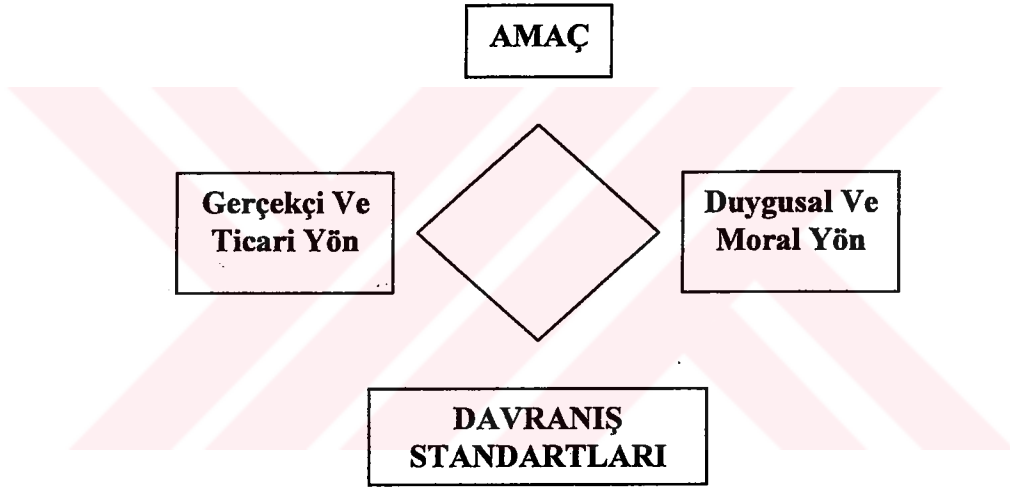 AMAÇ
Gerçekçi Ve
Ticari Yön
Duygusal Ve
Moral Yön
DAVRANIŞ
STANDARTLARI